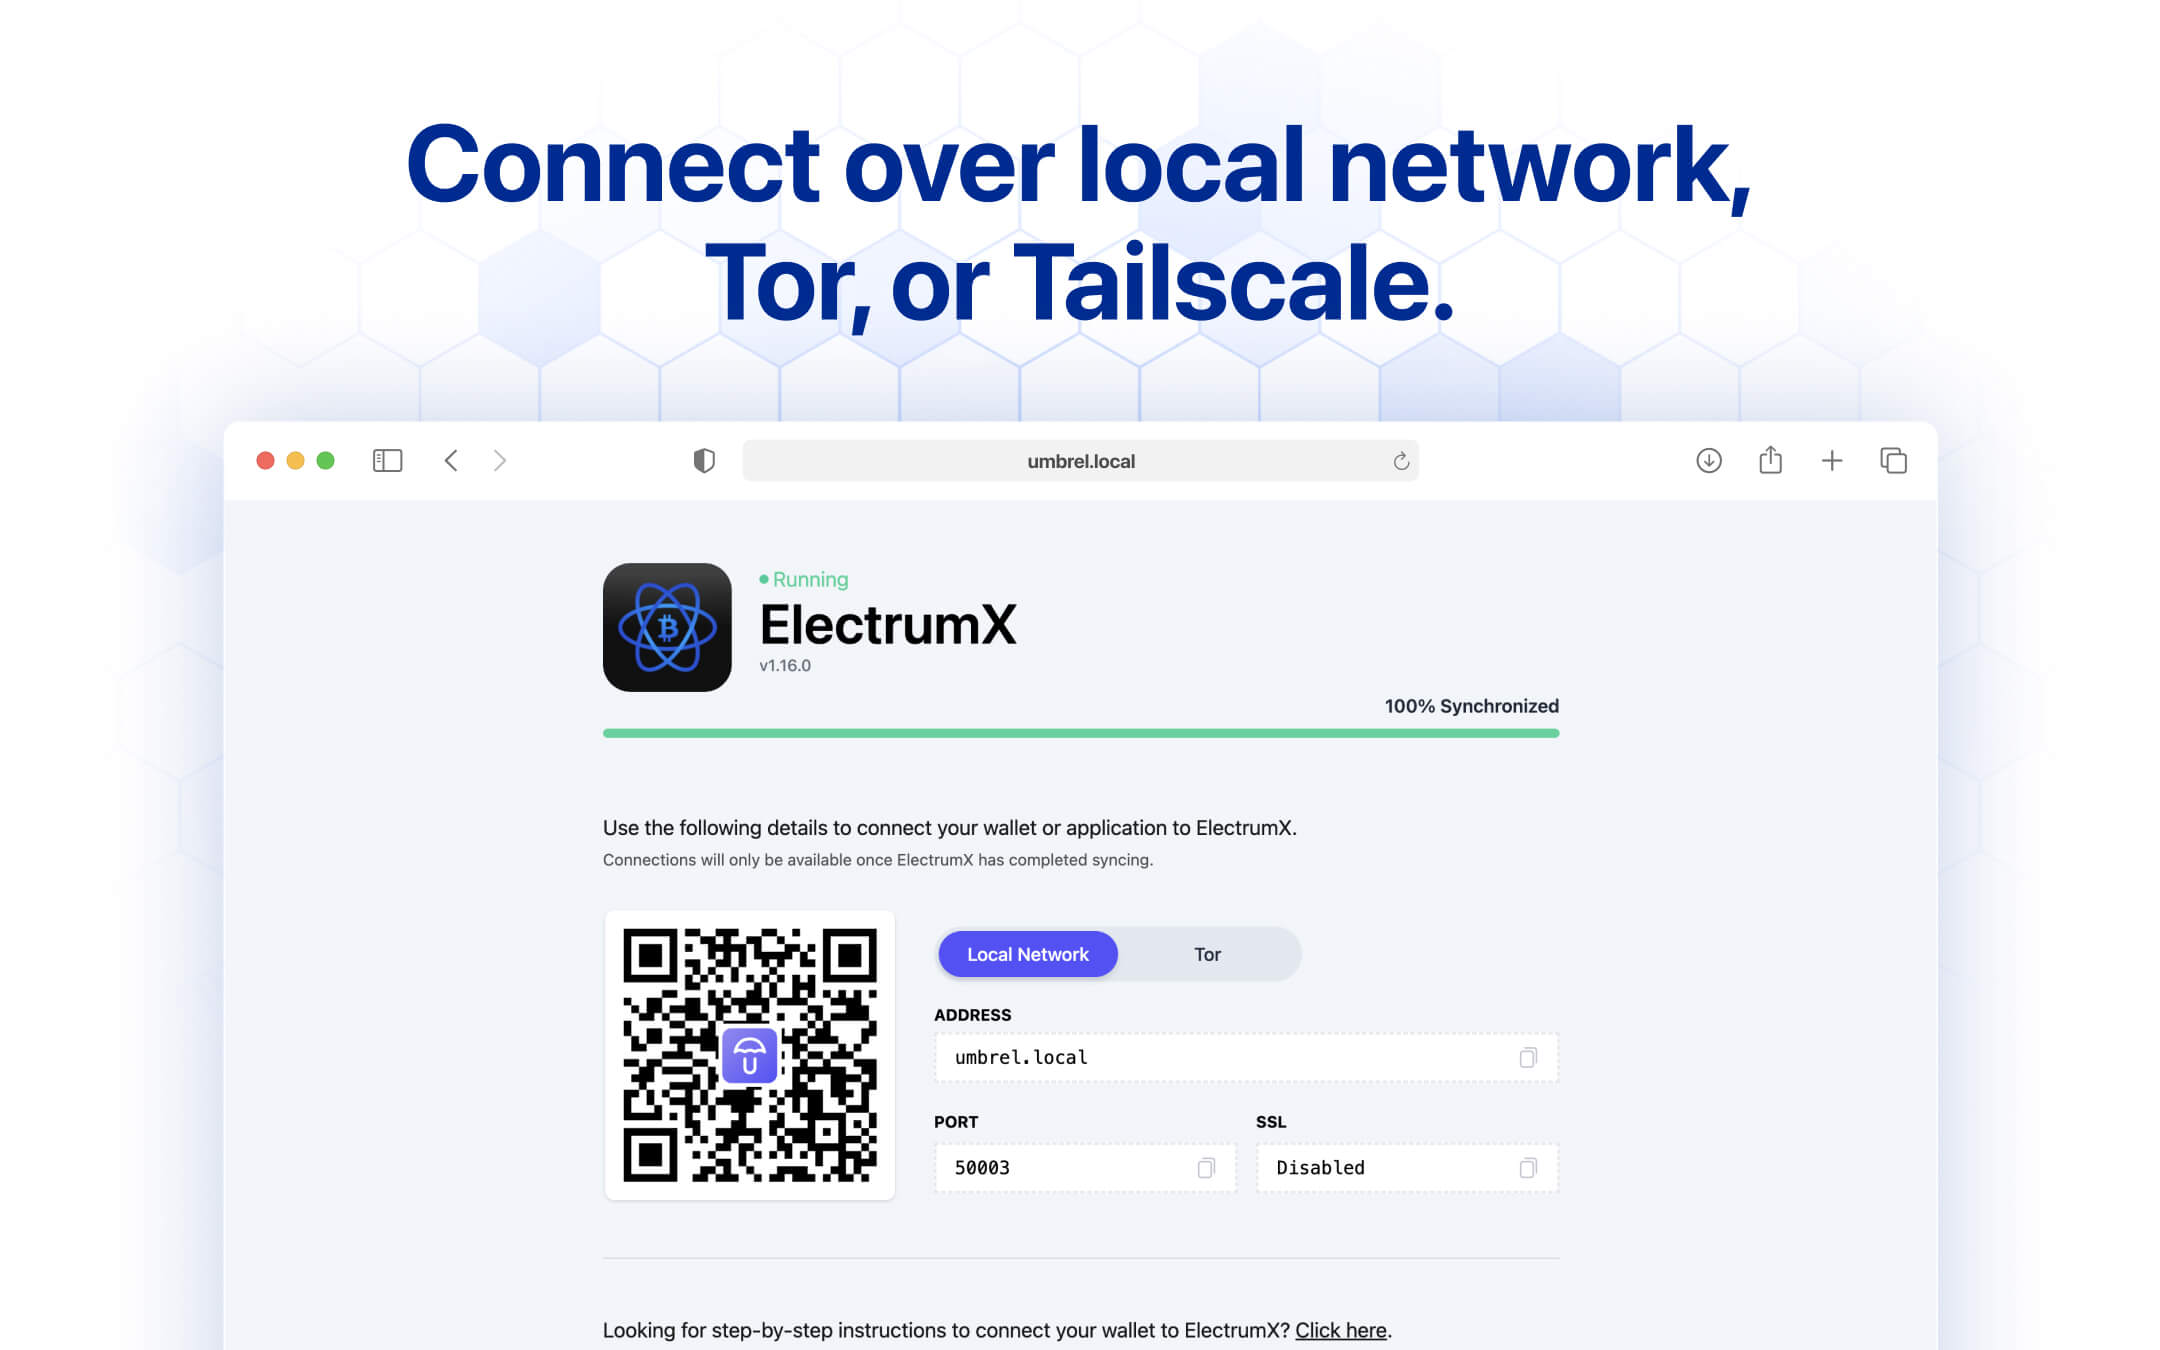 Connect over local network,
Tor, or Tailscale.
umbrel.local
Running
ElectrumX
v1.16.0
100% Synchronized
Use the following details to connect your wallet or application to ElectrumX.
Connections will only be available once ElectrumX has completed syncing.
Local Network Tor
ADDRESS
umbrel.local
PORT SSL
50003 Disabled
Looking for step-by-step instructions to connect your wallet to ElectrumX? Click here.